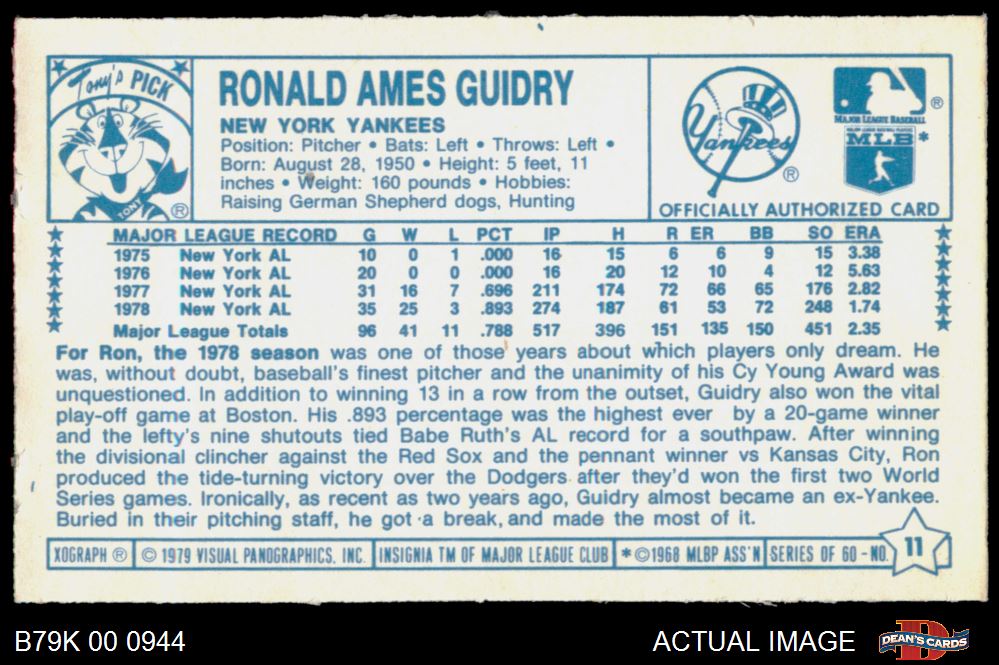 Tony's PICK
TONY
®
RONALD AMES GUIDRY
NEW YORK YANKEES
Position: Pitcher • Bats: Left • Throws: Left •
Born: August 28, 1950 • Height: 5 feet, 11
inches • Weight: 160 pounds • Hobbies:
Raising German Shepherd dogs, Hunting
Yankees
®
MAJOR LEAGUE BASEBALL
®
MAJOR LEAGUE BASEBALL PLAYERS
MLB *
OFFICIALLY AUTHORIZED CARD
MAJOR LEAGUE RECORD G W L PCT IP H R ER BB SO ERA
1975 New York AL 10 0 1 .000 16 15 6 6 9 15 3.38
1976 New York AL 20 0 0 .000 16 20 12 10 4 12 5.63
1977 New York AL 31 16 7 .696 211 174 72 66 65 176 2.82
1978 New York AL 35 25 3 .893 274 187 61 53 72 248 1.74
Major League Totals 96 41 11 .788 517 396 151 135 150 451 2.35
For Ron, the 1978 season was one of those years about which players only dream. He
was, without doubt, baseball's finest pitcher and the unanimity of his Cy Young Award was
unquestioned. In addition to winning 13 in a row from the outset, Guidry also won the vital
play-off game at Boston. His .893 percentage was the highest ever by a 20-game winner
and the lefty's nine shutouts tied Babe Ruth's AL record for a southpaw. After winning
the divisional clincher against the Red Sox and the pennant winner vs Kansas City, Ron
produced the tide-turning victory over the Dodgers after they'd won the first two World
Series games. Ironically, as recent as two years ago, Guidry almost became an ex-Yankee.
Buried in their pitching staff, he got a break, and made the most of it.
XOGRAPH ® © 1979 VISUAL PANOGRAPHICS, INC. INSIGNIA TM OF MAJOR LEAGUE CLUB * © 1968 MLBP ASS'N SERIES OF 60 - NO. 11
B79K 00 0944
ACTUAL IMAGE
DEAN'S CARDS